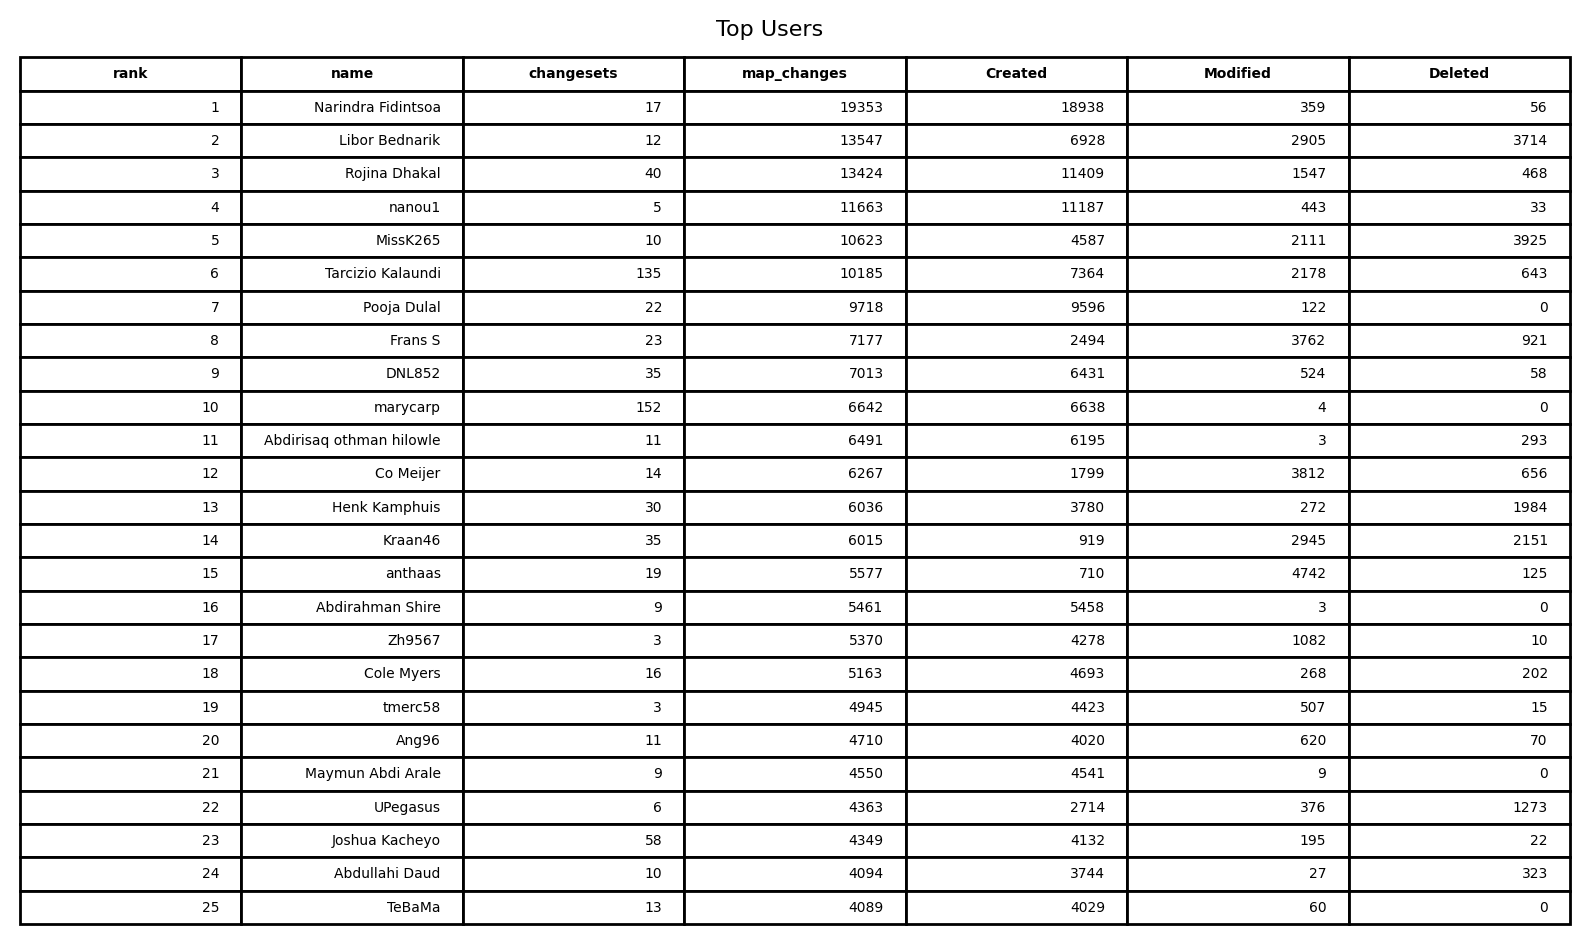 Top Users
rank name changesets map_changes Created Modified Deleted
1 Narindra Fidintsoa 17 19353 18938 359 56
2 Libor Bednarik 12 13547 6928 2905 3714
3 Rojina Dhakal 40 13424 11409 1547 468
4 nanou1 5 11663 11187 443 33
5 MissK265 10 10623 4587 2111 3925
6 Tarcizio Kalaundi 135 10185 7364 2178 643
7 Pooja Dulal 22 9718 9596 122 0
8 Frans S 23 7177 2494 3762 921
9 DNL852 35 7013 6431 524 58
10 marycarp 152 6642 6638 4 0
11 Abdirisaq othman hilowle 11 6491 6195 3 293
12 Co Meijer 14 6267 1799 3812 656
13 Henk Kamphuis 30 6036 3780 272 1984
14 Kraan46 35 6015 919 2945 2151
15 anthaas 19 5577 710 4742 125
16 Abdirahman Shire 9 5461 5458 3 0
17 Zh9567 3 5370 4278 1082 10
18 Cole Myers 16 5163 4693 268 202
19 tmerc58 3 4945 4423 507 15
20 Ang96 11 4710 4020 620 70
21 Maymun Abdi Arale 9 4550 4541 9 0
22 UPegasus 6 4363 2714 376 1273
23 Joshua Kacheyo 58 4349 4132 195 22
24 Abdullahi Daud 10 4094 3744 27 323
25 TeBaMa 13 4089 4029 60 0